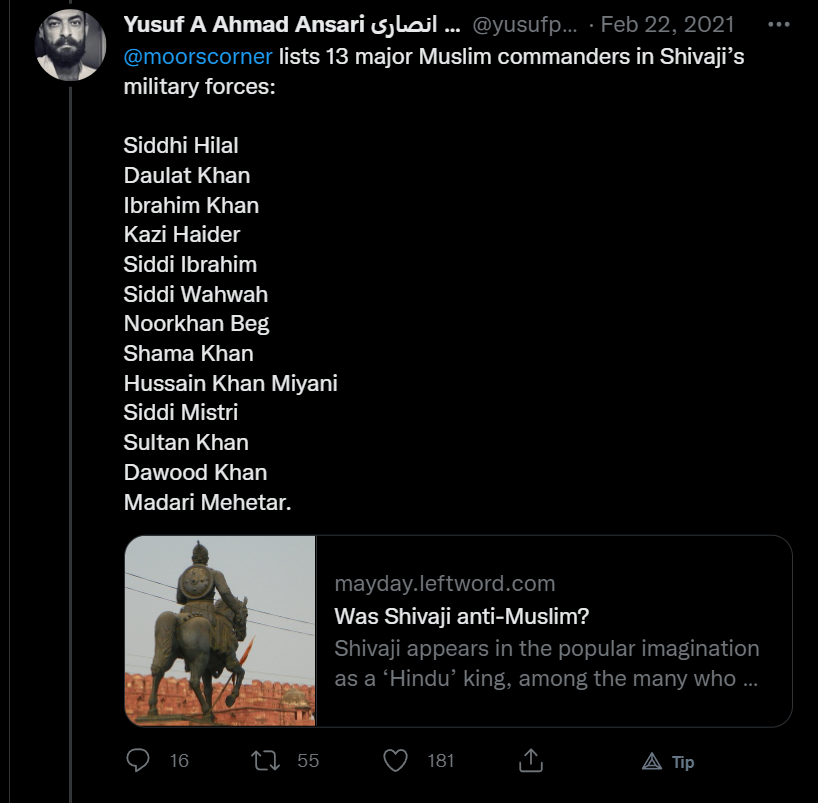 Yusuf A Ahmad Ansari انصاری ... @yusufp... · Feb 22, 2021
@moorscorner lists 13 major Muslim commanders in Shivaji’s
military forces:
Siddhi Hilal
Daulat Khan
Ibrahim Khan
Kazi Haider
Siddi Ibrahim
Siddi Wahwah
Noorkhan Beg
Shama Khan
Hussain Khan Miyani
Siddi Mistri
Sultan Khan
Dawood Khan
Madari Mehetar.
mayday.leftword.com
Was Shivaji anti-Muslim?
Shivaji appears in the popular imagination
as a ‘Hindu’ king, among the many who ...
16 55 181 Tip